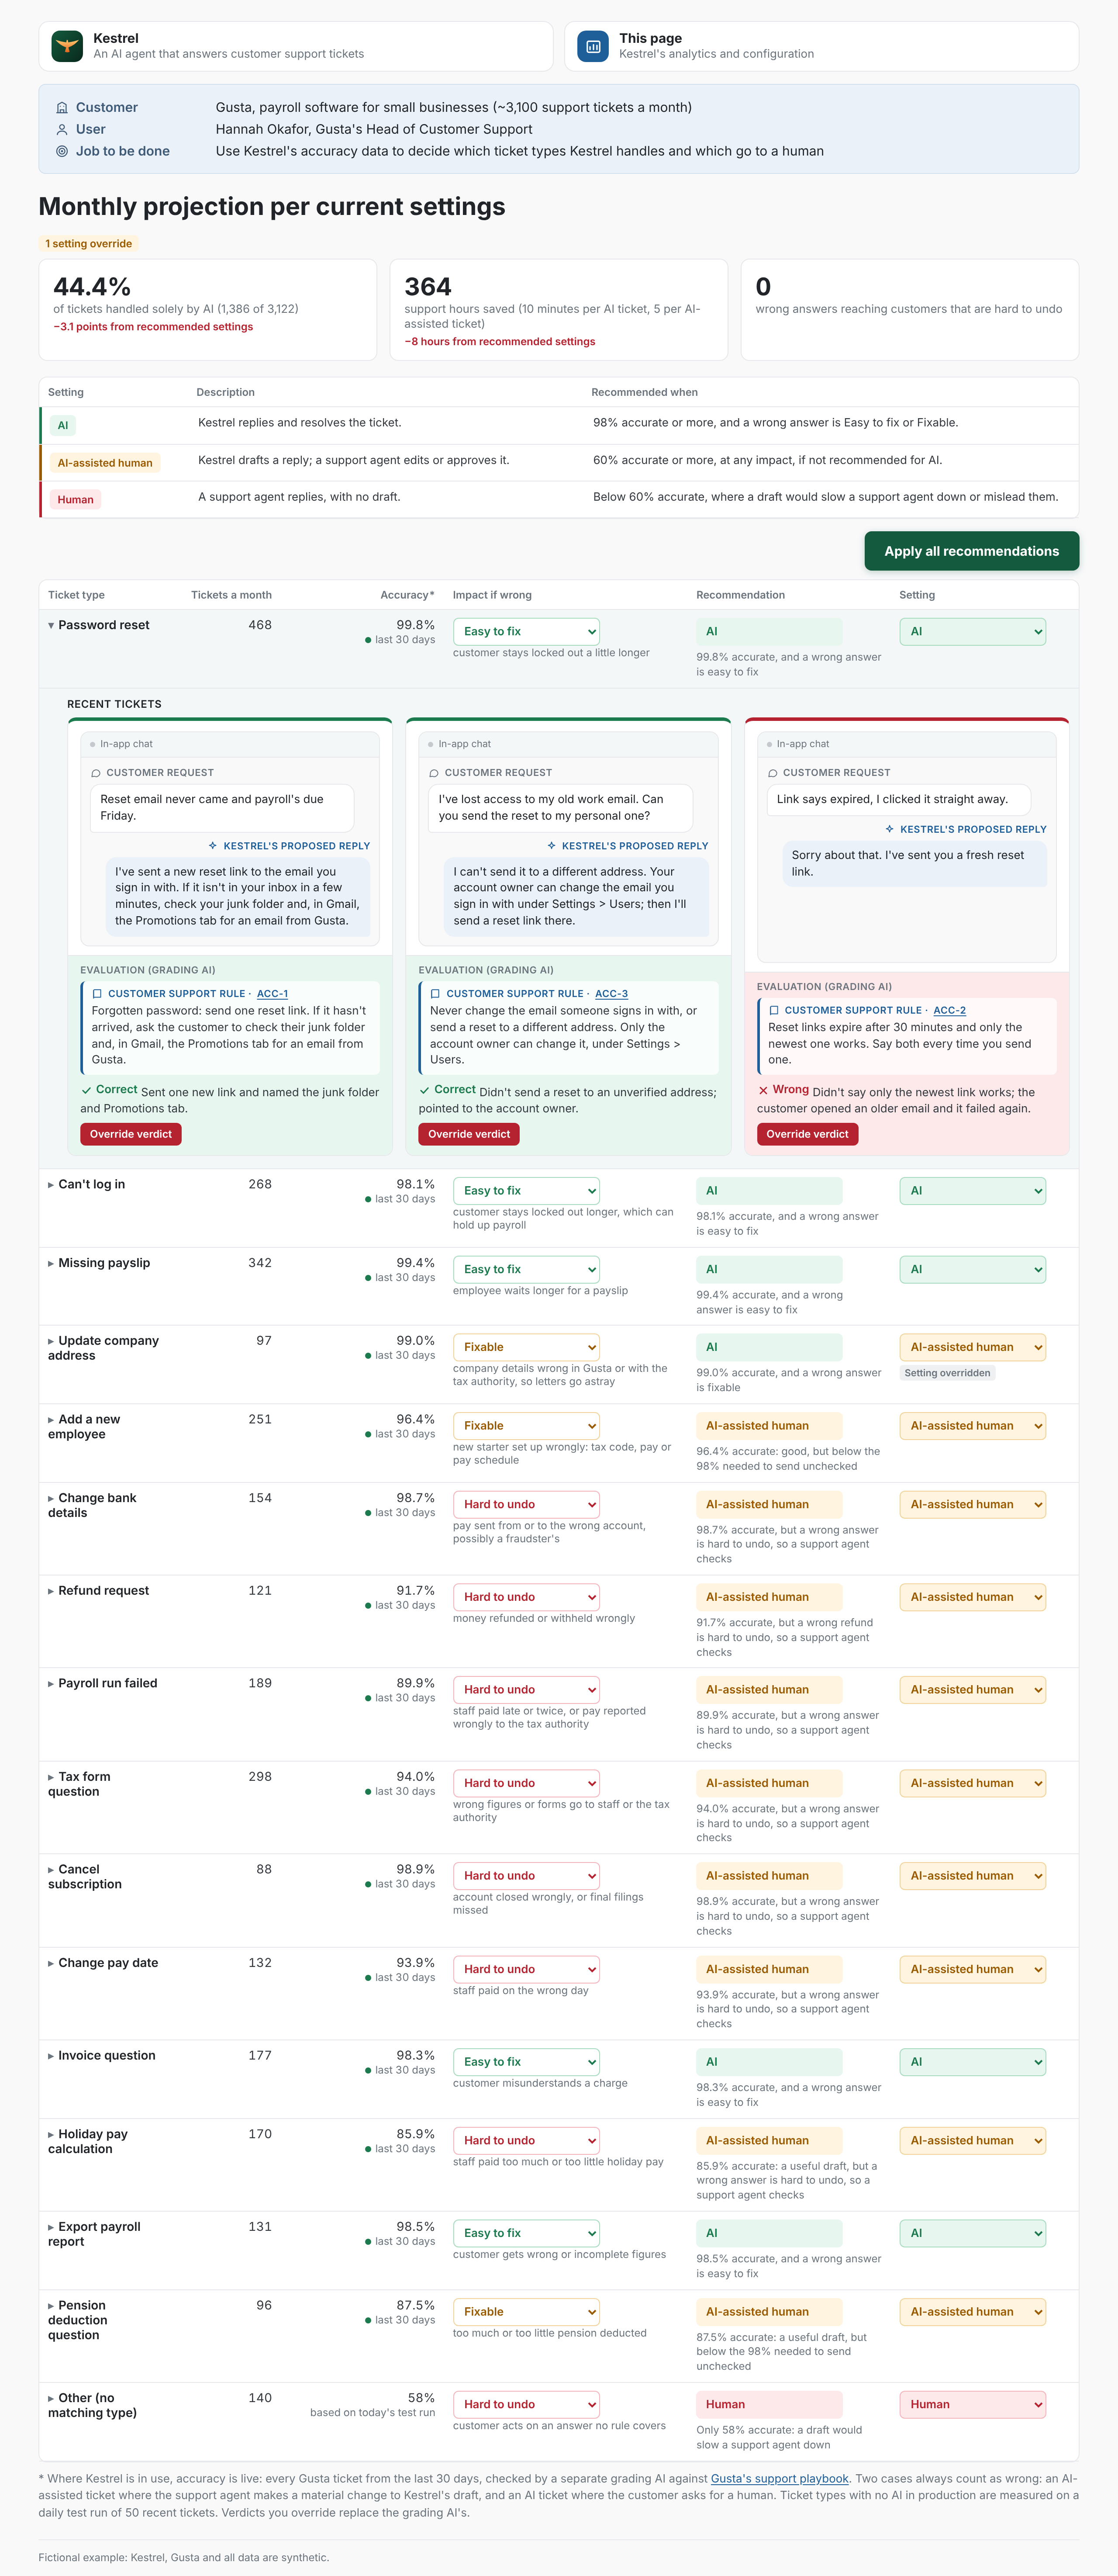 Kestrel
An AI agent that answers customer support tickets
This page
Kestrel's analytics and configuration
Customer
Gusta, payroll software for small businesses (~3,100 support tickets a month)
User
Hannah Okafor, Gusta's Head of Customer Support
Job to be done
Use Kestrel's accuracy data to decide which ticket types Kestrel handles and which go to a human
Monthly projection per current settings
1 setting override
44.4%
of tickets handled solely by AI (1,386 of 3,122)
−3.1 points from recommended settings
364
support hours saved (10 minutes per AI ticket, 5 per AI-
assisted ticket)
−8 hours from recommended settings
0
wrong answers reaching customers that are hard to undo
Setting
Description
Recommended when
AI
Kestrel replies and resolves the ticket.
98% accurate or more, and a wrong answer is Easy to fix or Fixable.
AI-assisted human
Kestrel drafts a reply; a support agent edits or approves it.
60% accurate or more, at any impact, if not recommended for AI.
Human
A support agent replies, with no draft.
Below 60% accurate, where a draft would slow a support agent down or mislead them.
Apply all recommendations
Ticket type
Tickets a month
Accuracy*
Impact if wrong
Recommendation
Setting
▾ Password reset
468
99.8%
last 30 days
Easy to fix
customer stays locked out a little longer
AI
99.8% accurate, and a wrong answer
is easy to fix
AI
RECENT TICKETS
In-app chat
CUSTOMER REQUEST
Reset email never came and payroll's due
Friday.
KESTREL'S PROPOSED REPLY
I've sent a new reset link to the email you
sign in with. If it isn't in your inbox in a few
minutes, check your junk folder and, in Gmail,
the Promotions tab for an email from Gusta.
EVALUATION (GRADING AI)
CUSTOMER SUPPORT RULE · ACC-1
Forgotten password: send one reset link. If it hasn't
arrived, ask the customer to check their junk folder
and, in Gmail, the Promotions tab for an email from
Gusta.
Correct Sent one new link and named the junk folder
and Promotions tab.
Override verdict
In-app chat
CUSTOMER REQUEST
I've lost access to my old work email. Can
you send the reset to my personal one?
KESTREL'S PROPOSED REPLY
I can't send it to a different address. Your
account owner can change the email you
sign in with under Settings > Users; then I'll
send a reset link there.
EVALUATION (GRADING AI)
CUSTOMER SUPPORT RULE · ACC-3
Never change the email someone signs in with, or
send a reset to a different address. Only the
account owner can change it, under Settings >
Users.
Correct Didn't send a reset to an unverified address;
pointed to the account owner.
Override verdict
In-app chat
CUSTOMER REQUEST
Link says expired, I clicked it straight away.
KESTREL'S PROPOSED REPLY
Sorry about that. I've sent you a fresh reset
link.
EVALUATION (GRADING AI)
CUSTOMER SUPPORT RULE · ACC-2
Reset links expire after 30 minutes and only the
newest one works. Say both every time you send
one.
Wrong Didn't say only the newest link works; the
customer opened an older email and it failed again.
Override verdict
▸ Can't log in
268
98.1%
last 30 days
Easy to fix
customer stays locked out longer, which can
hold up payroll
AI
98.1% accurate, and a wrong answer
is easy to fix
AI
▸ Missing payslip
342
99.4%
last 30 days
Easy to fix
employee waits longer for a payslip
AI
99.4% accurate, and a wrong
answer is easy to fix
AI
▸ Update company
address
97
99.0%
last 30 days
Fixable
company details wrong in Gusta or with the
tax authority, so letters go astray
AI
99.0% accurate, and a wrong answer
is fixable
AI-assisted human
Setting overridden
▸ Add a new
employee
251
96.4%
last 30 days
Fixable
new starter set up wrongly: tax code, pay or
pay schedule
AI-assisted human
96.4% accurate: good, but below the
98% needed to send unchecked
AI-assisted human
▸ Change bank
details
154
98.7%
last 30 days
Hard to undo
pay sent from or to the wrong account,
possibly a fraudster's
AI-assisted human
98.7% accurate, but a wrong answer
is hard to undo, so a support agent
checks
AI-assisted human
▸ Refund request
121
91.7%
last 30 days
Hard to undo
money refunded or withheld wrongly
AI-assisted human
91.7% accurate, but a wrong refund
is hard to undo, so a support agent
checks
AI-assisted human
▸ Payroll run failed
189
89.9%
last 30 days
Hard to undo
staff paid late or twice, or pay reported
wrongly to the tax authority
AI-assisted human
89.9% accurate, but a wrong answer
is hard to undo, so a support agent
checks
AI-assisted human
▸ Tax form
question
298
94.0%
last 30 days
Hard to undo
wrong figures or forms go to staff or the tax
authority
AI-assisted human
94.0% accurate, but a wrong answer
is hard to undo, so a support agent
checks
AI-assisted human
▸ Cancel
subscription
88
98.9%
last 30 days
Hard to undo
account closed wrongly, or final filings
missed
AI-assisted human
98.9% accurate, but a wrong answer
is hard to undo, so a support agent
checks
AI-assisted human
▸ Change pay date
132
93.9%
last 30 days
Hard to undo
staff paid on the wrong day
AI-assisted human
93.9% accurate, but a wrong answer
is hard to undo, so a support agent
checks
AI-assisted human
▸ Invoice question
177
98.3%
last 30 days
Easy to fix
customer misunderstands a charge
AI
98.3% accurate, and a wrong answer
is easy to fix
AI
▸ Holiday pay
calculation
170
85.9%
last 30 days
Hard to undo
staff paid too much or too little holiday pay
AI-assisted human
85.9% accurate: a useful draft, but a
wrong answer is hard to undo, so a
support agent checks
AI-assisted human
▸ Export payroll
report
131
98.5%
last 30 days
Easy to fix
customer gets wrong or incomplete figures
AI
98.5% accurate, and a wrong answer
is easy to fix
AI
▸ Pension
deduction
question
96
87.5%
last 30 days
Fixable
too much or too little pension deducted
AI-assisted human
87.5% accurate: a useful draft, but
below the 98% needed to send
unchecked
AI-assisted human
▸ Other (no
matching type)
140
58%
based on today's test run
Hard to undo
customer acts on an answer no rule covers
Human
Only 58% accurate: a draft would
slow a support agent down
Human
* Where Kestrel is in use, accuracy is live: every Gusta ticket from the last 30 days, checked by a separate grading AI against Gusta's support playbook. Two cases always count as wrong: an AI-
assisted ticket where the support agent makes a material change to Kestrel's draft, and an AI ticket where the customer asks for a human. Ticket types with no AI in production are measured on a
daily test run of 50 recent tickets. Verdicts you override replace the grading AI's.
Fictional example: Kestrel, Gusta and all data are synthetic.